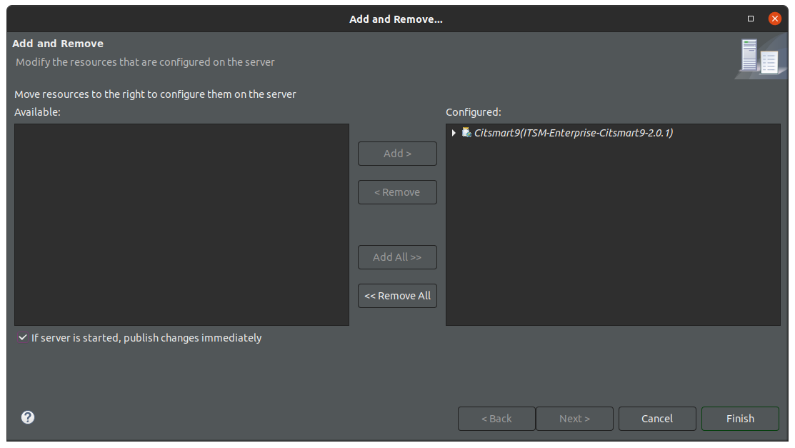 Add and Remove...
Add and Remove
Modify the resources that are configured on the server
Move resources to the right to configure them on the server
Available:
Configured:
Citsmart9(ITSM-Enterprise-Citsmart9-2.0.1)
Add >
< Remove
Add All >>
<< Remove All
If server is started, publish changes immediately
?
< Back
Next >
Cancel
Finish